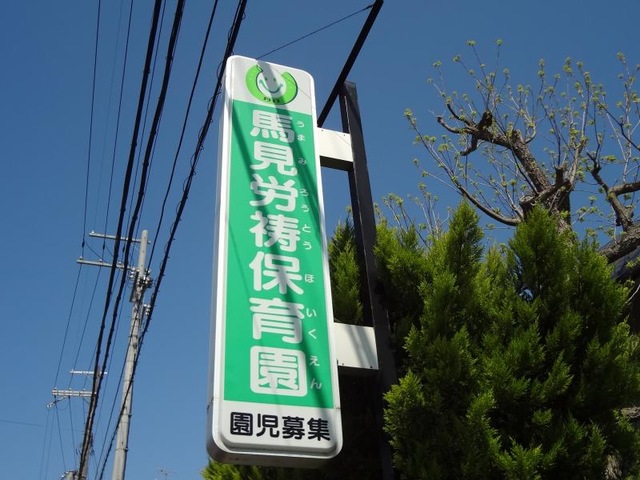 馬見労祷保育園
うまみろうとうほいくえん
園児募集